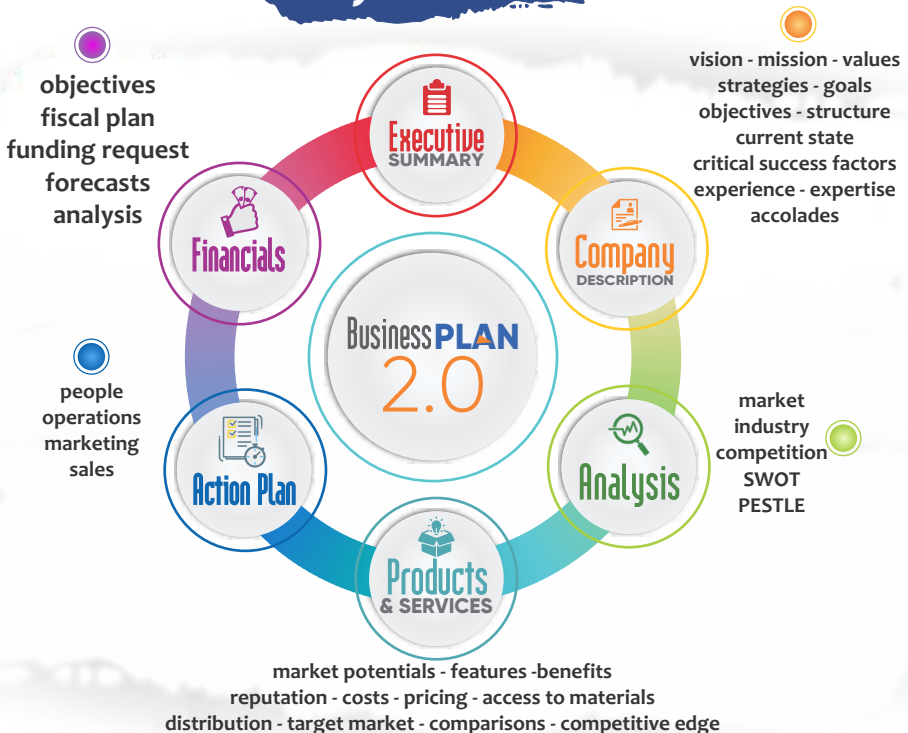 objectives
fiscal plan
funding request
forecasts
analysis
vision - mission - values
strategies - goals
objectives - structure
current state
critical success factors
experience - expertise
accolades
Executive
SUMMARY
Financials
Company
DESCRIPTION
Business PLAN
2.0
people
operations
marketing
sales
market
industry
competition
SWOT
PESTLE
Action Plan
Analysis
Products
& SERVICES
market potentials - features -benefits
reputation - costs - pricing - access to materials
distribution - target market - comparisons - competitive edge